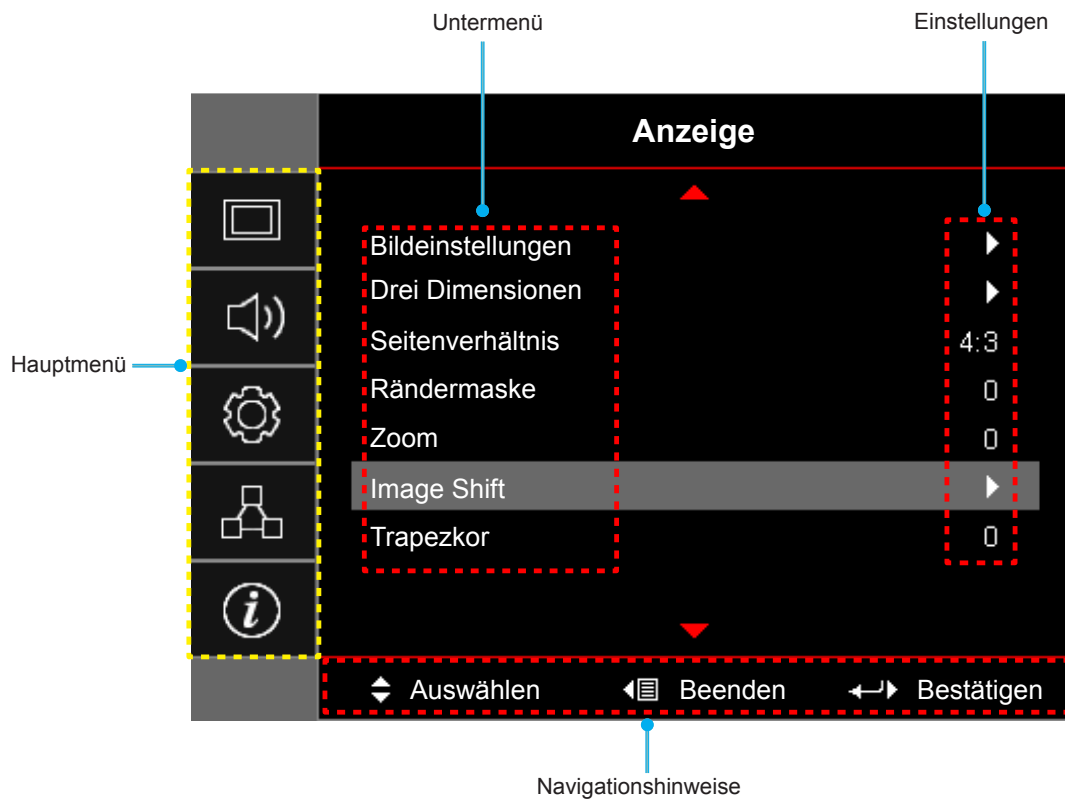 Untermenü
Einstellungen
Anzeige
Hauptmenü
Bildeinstellungen
Drei Dimensionen
Seitenverhältnis 4:3
Rändermaske 0
Zoom 0
Image Shift
Trapezkor 0
i
Auswählen Beenden Bestätigen
Navigationshinweise